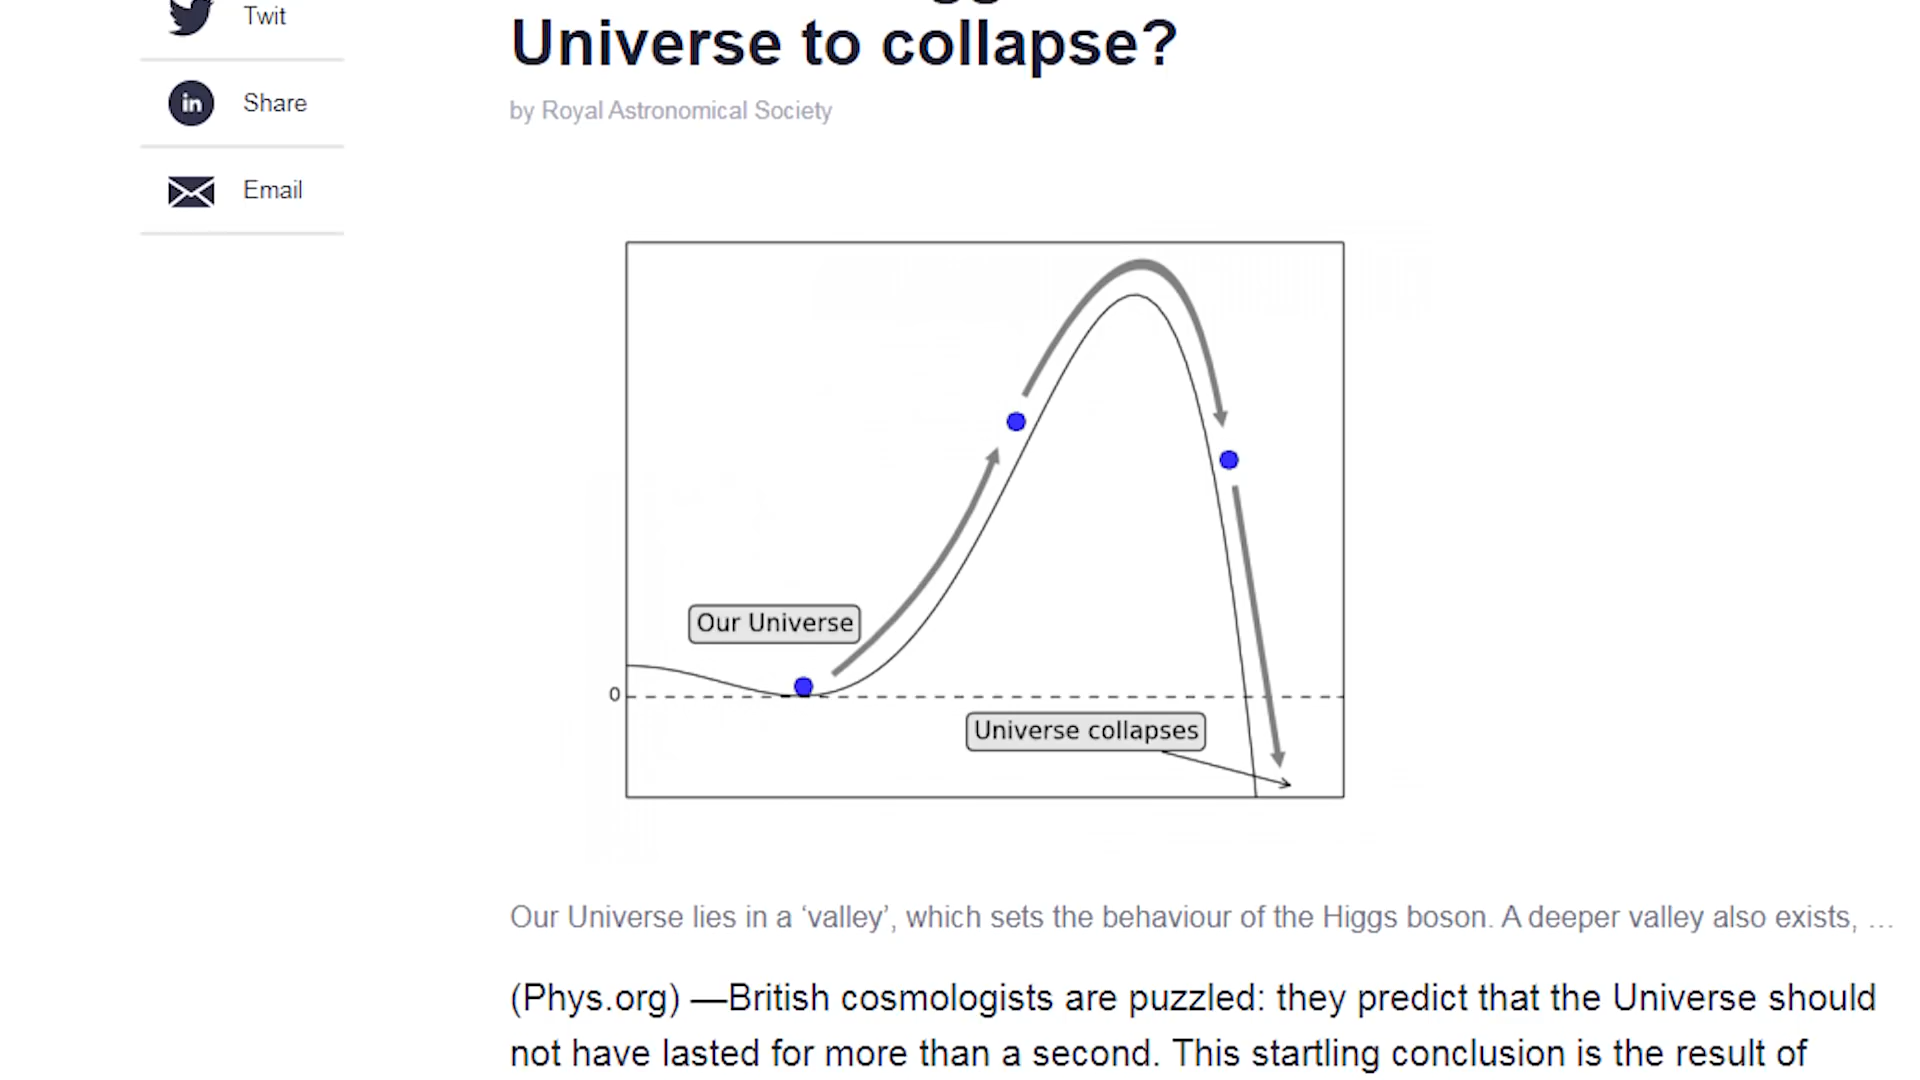 Twit
Share
Email
Universe to collapse?
by Royal Astronomical Society
Our Universe
0
Universe collapses
Our Universe lies in a ‘valley’, which sets the behaviour of the Higgs boson. A deeper valley also exists, ...
(Phys.org) —British cosmologists are puzzled: they predict that the Universe should
not have lasted for more than a second. This startling conclusion is the result of